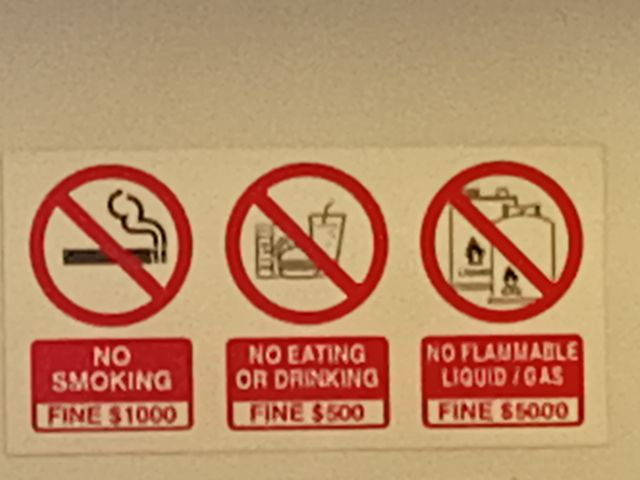 NO
SMOKING
FINE $1000
NO EATING
OR DRINKING
FINE $500
NO FLAMMABLE
LIQUID / GAS
FINE $5000